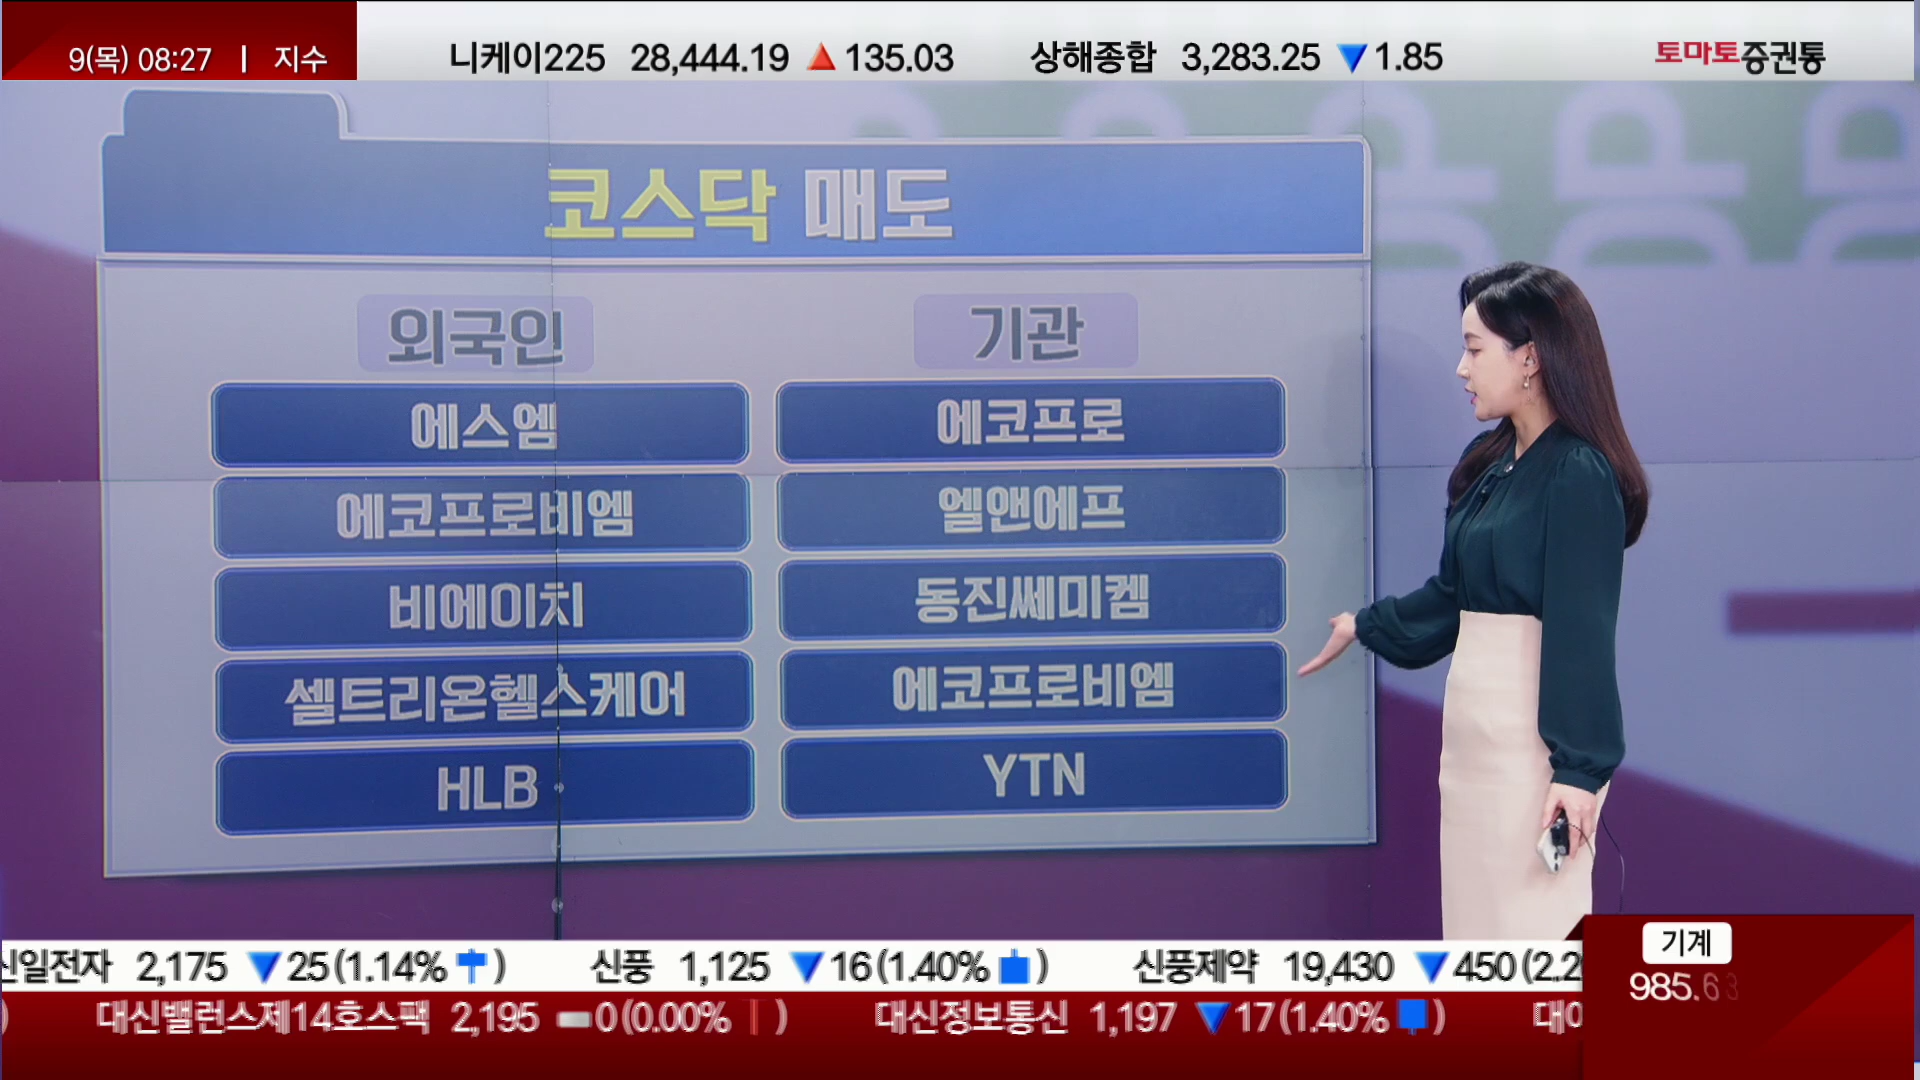 9(목) 08:27 | 지수 니케이225 28,444.19 ▲ 135.03 상해종합 3,283.25 ▼ 1.85 토마토증권통
코스닥 매도
외국인 기관
에스엠 에코프로
에코프로비엠 엘앤에프
비에이치 동진쎄미켐
셀트리온헬스케어 에코프로비엠
HLB YTN
신일전자 2,175 ▼ 25(1.14% ) 신풍 1,125 ▼ 16(1.40% ) 신풍제약 19,430 ▼ 450(2.2
기계
985.63
) 대신밸런스제14호스팩 2,195 0(0.00% ) 대신정보통신 1,197 ▼ 17(1.40% )